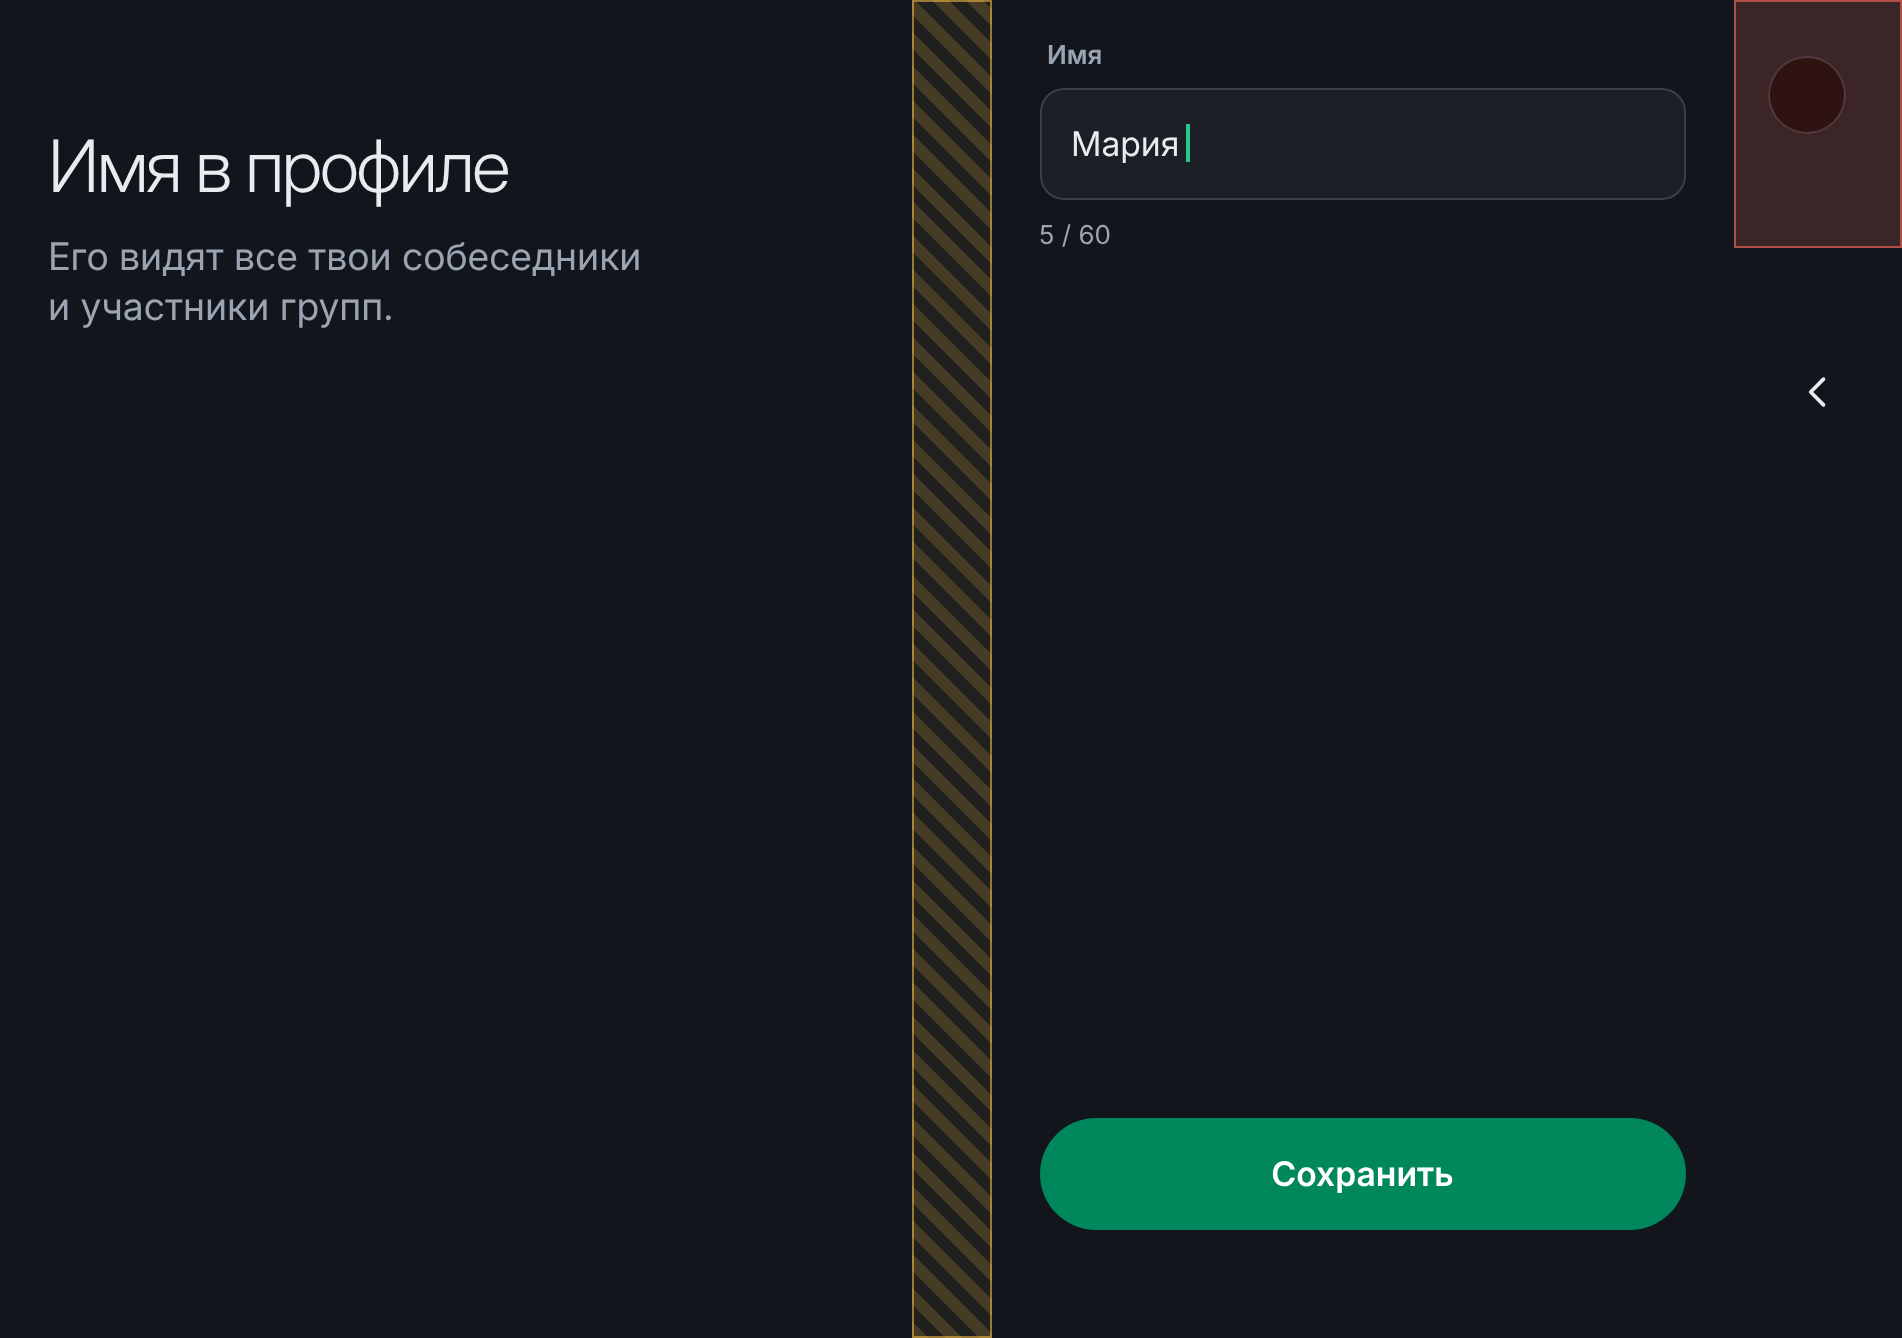 Имя в профиле
Его видят все твои собеседники
и участники групп.
Имя
Мария
5 / 60
Сохранить